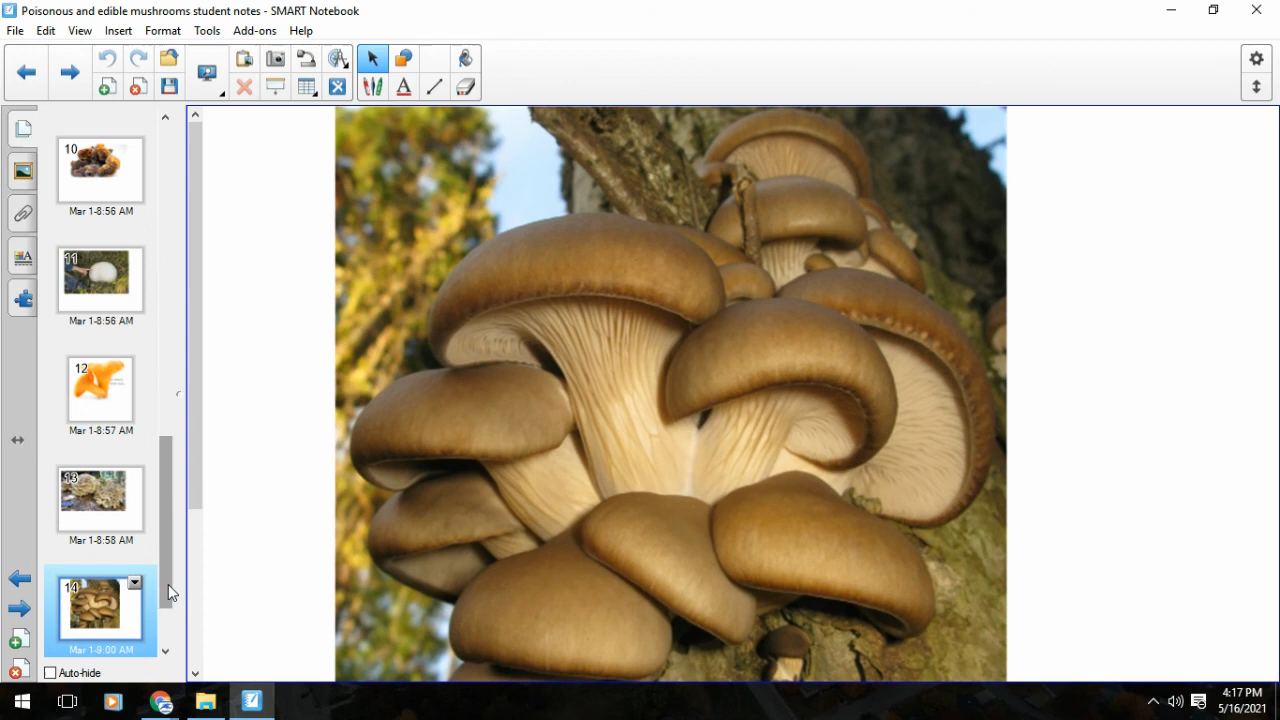 Poisonous and edible mushrooms student notes - SMART Notebook
File Edit View Insert Format Tools Add-ons Help
10
Mar 1-8:56 AM
11
Mar 1-8:56 AM
12
Mar 1-8:57 AM
13
Mar 1-8:58 AM
14
Mar 1-9:00 AM
Auto-hide
4:17 PM
5/16/2021